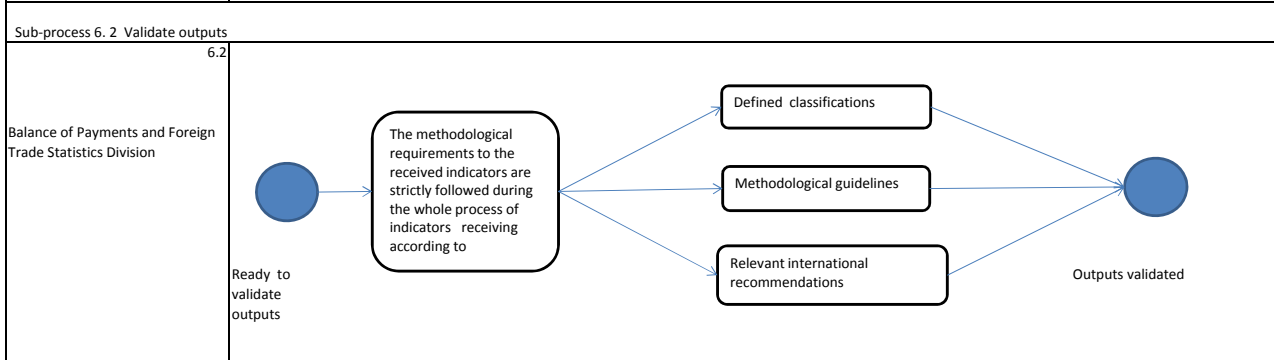 Sub-process 6. 2 Validate outputs
6.2
Balance of Payments and Foreign
Trade Statistics Division
Ready to
validate
outputs
The methodological
requirements to the
received indicators are
strictly followed during
the whole process of
indicators receiving
according to
Defined classifications
Methodological guidelines
Relevant international
recommendations
Outputs validated